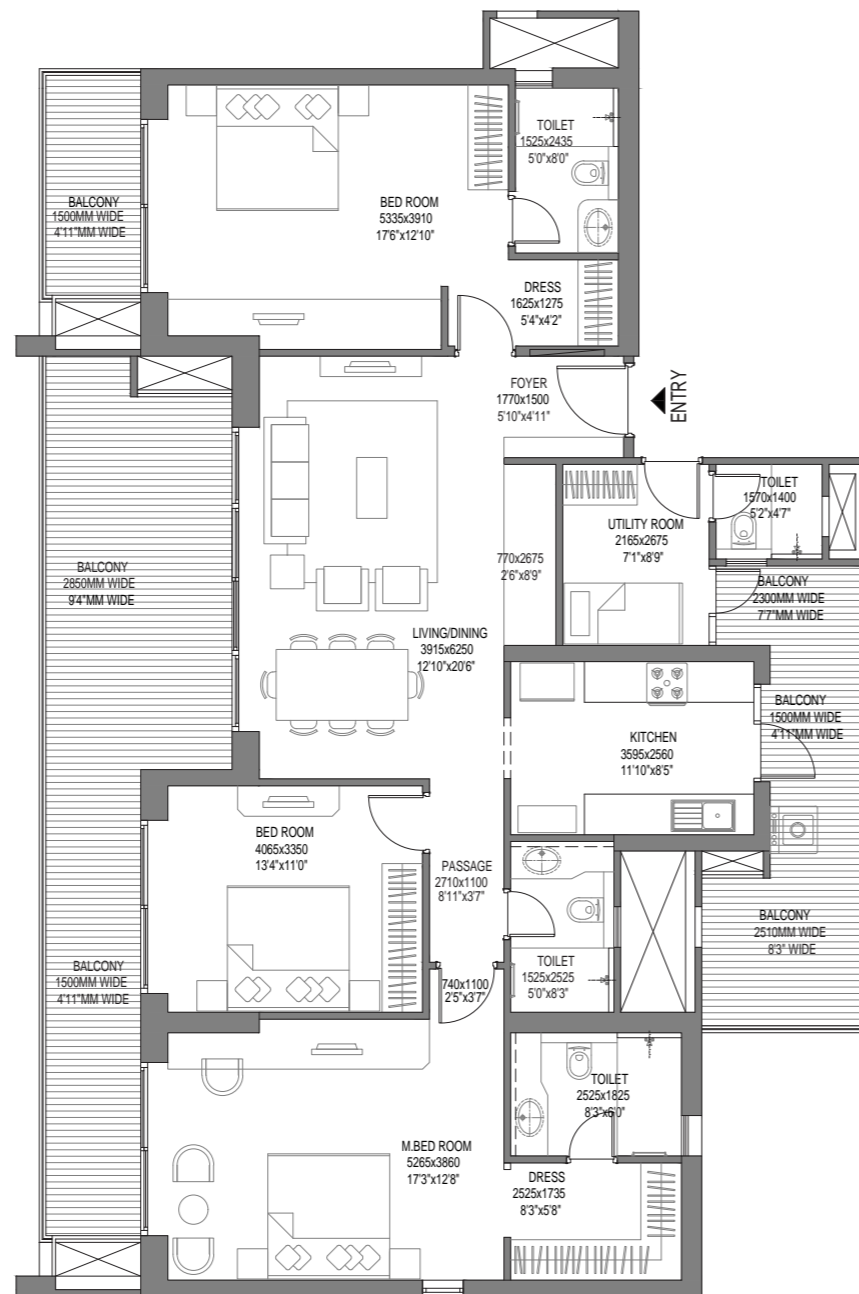 TOILET
1525x2435
5'0"x8'0"
BALCONY
1500MM WIDE
4'11"MM WIDE
BED ROOM
5335x3910
17'6"x12'10"
DRESS
1625x1275
5'4"x4'2"
FOYER
1770x1500
5'10"x4'11"
ENTRY
TOILET
1570x1400
5'2"x4'7"
UTILITY ROOM
2165x2675
7'1"x8'9"
770x2675
2'6"x8'9"
BALCONY
2850MM WIDE
9'4"MM WIDE
BALCONY
2300MM WIDE
7'7"MM WIDE
LIVING/DINING
3915x6250
12'10"x20'6"
BALCONY
1500MM WIDE
4'11"MM WIDE
KITCHEN
3595x2560
11'10"x8'5"
BED ROOM
4065x3350
13'4"x11'0"
PASSAGE
2710x1100
8'11"x3'7"
BALCONY
2510MM WIDE
8'3" WIDE
BALCONY
1500MM WIDE
4'11"MM WIDE
TOILET
1525x2525
5'0"x8'3"
740x1100
2'5"x3'7"
TOILET
2525x1825
8'3"x6'0"
M.BED ROOM
5265x3860
17'3"x12'8"
DRESS
2525x1735
8'3"x5'8"